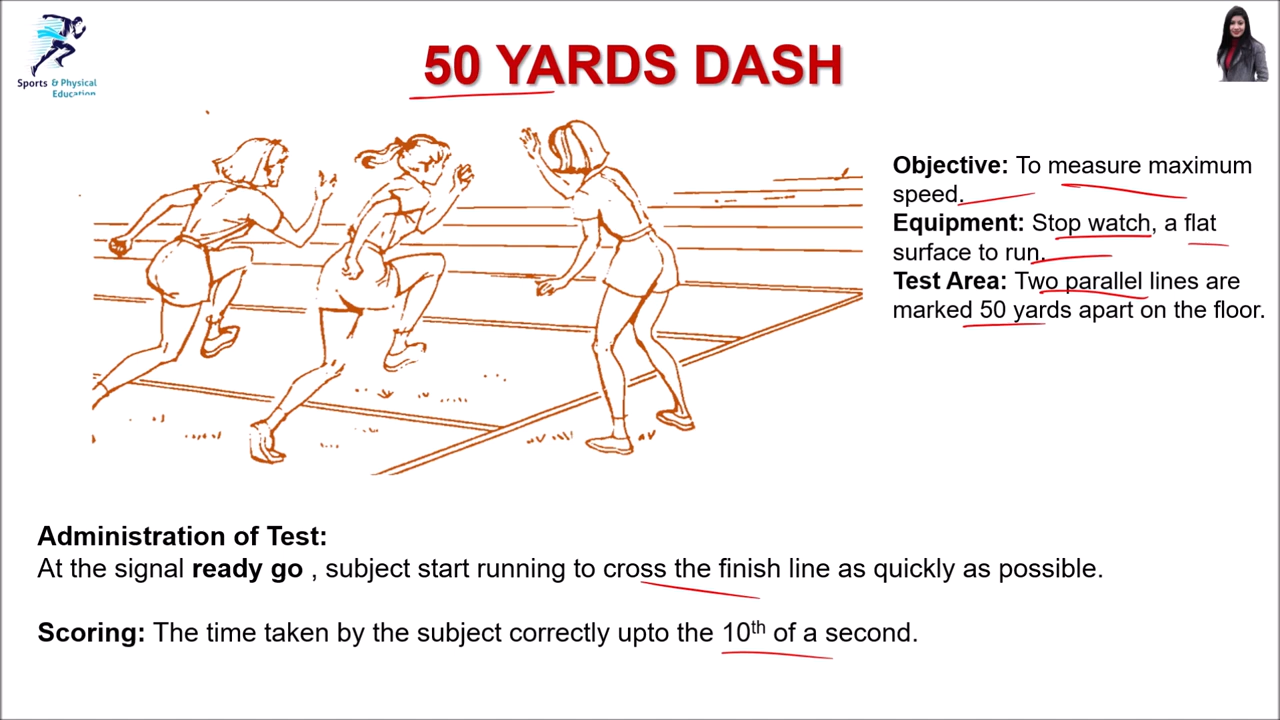 Sports & Physical
Education
50 YARDS DASH
Objective: To measure maximum
speed.
Equipment: Stop watch, a flat
surface to run.
Test Area: Two parallel lines are
marked 50 yards apart on the floor.
Administration of Test:
At the signal ready go , subject start running to cross the finish line as quickly as possible.
Scoring: The time taken by the subject correctly upto the 10th of a second.